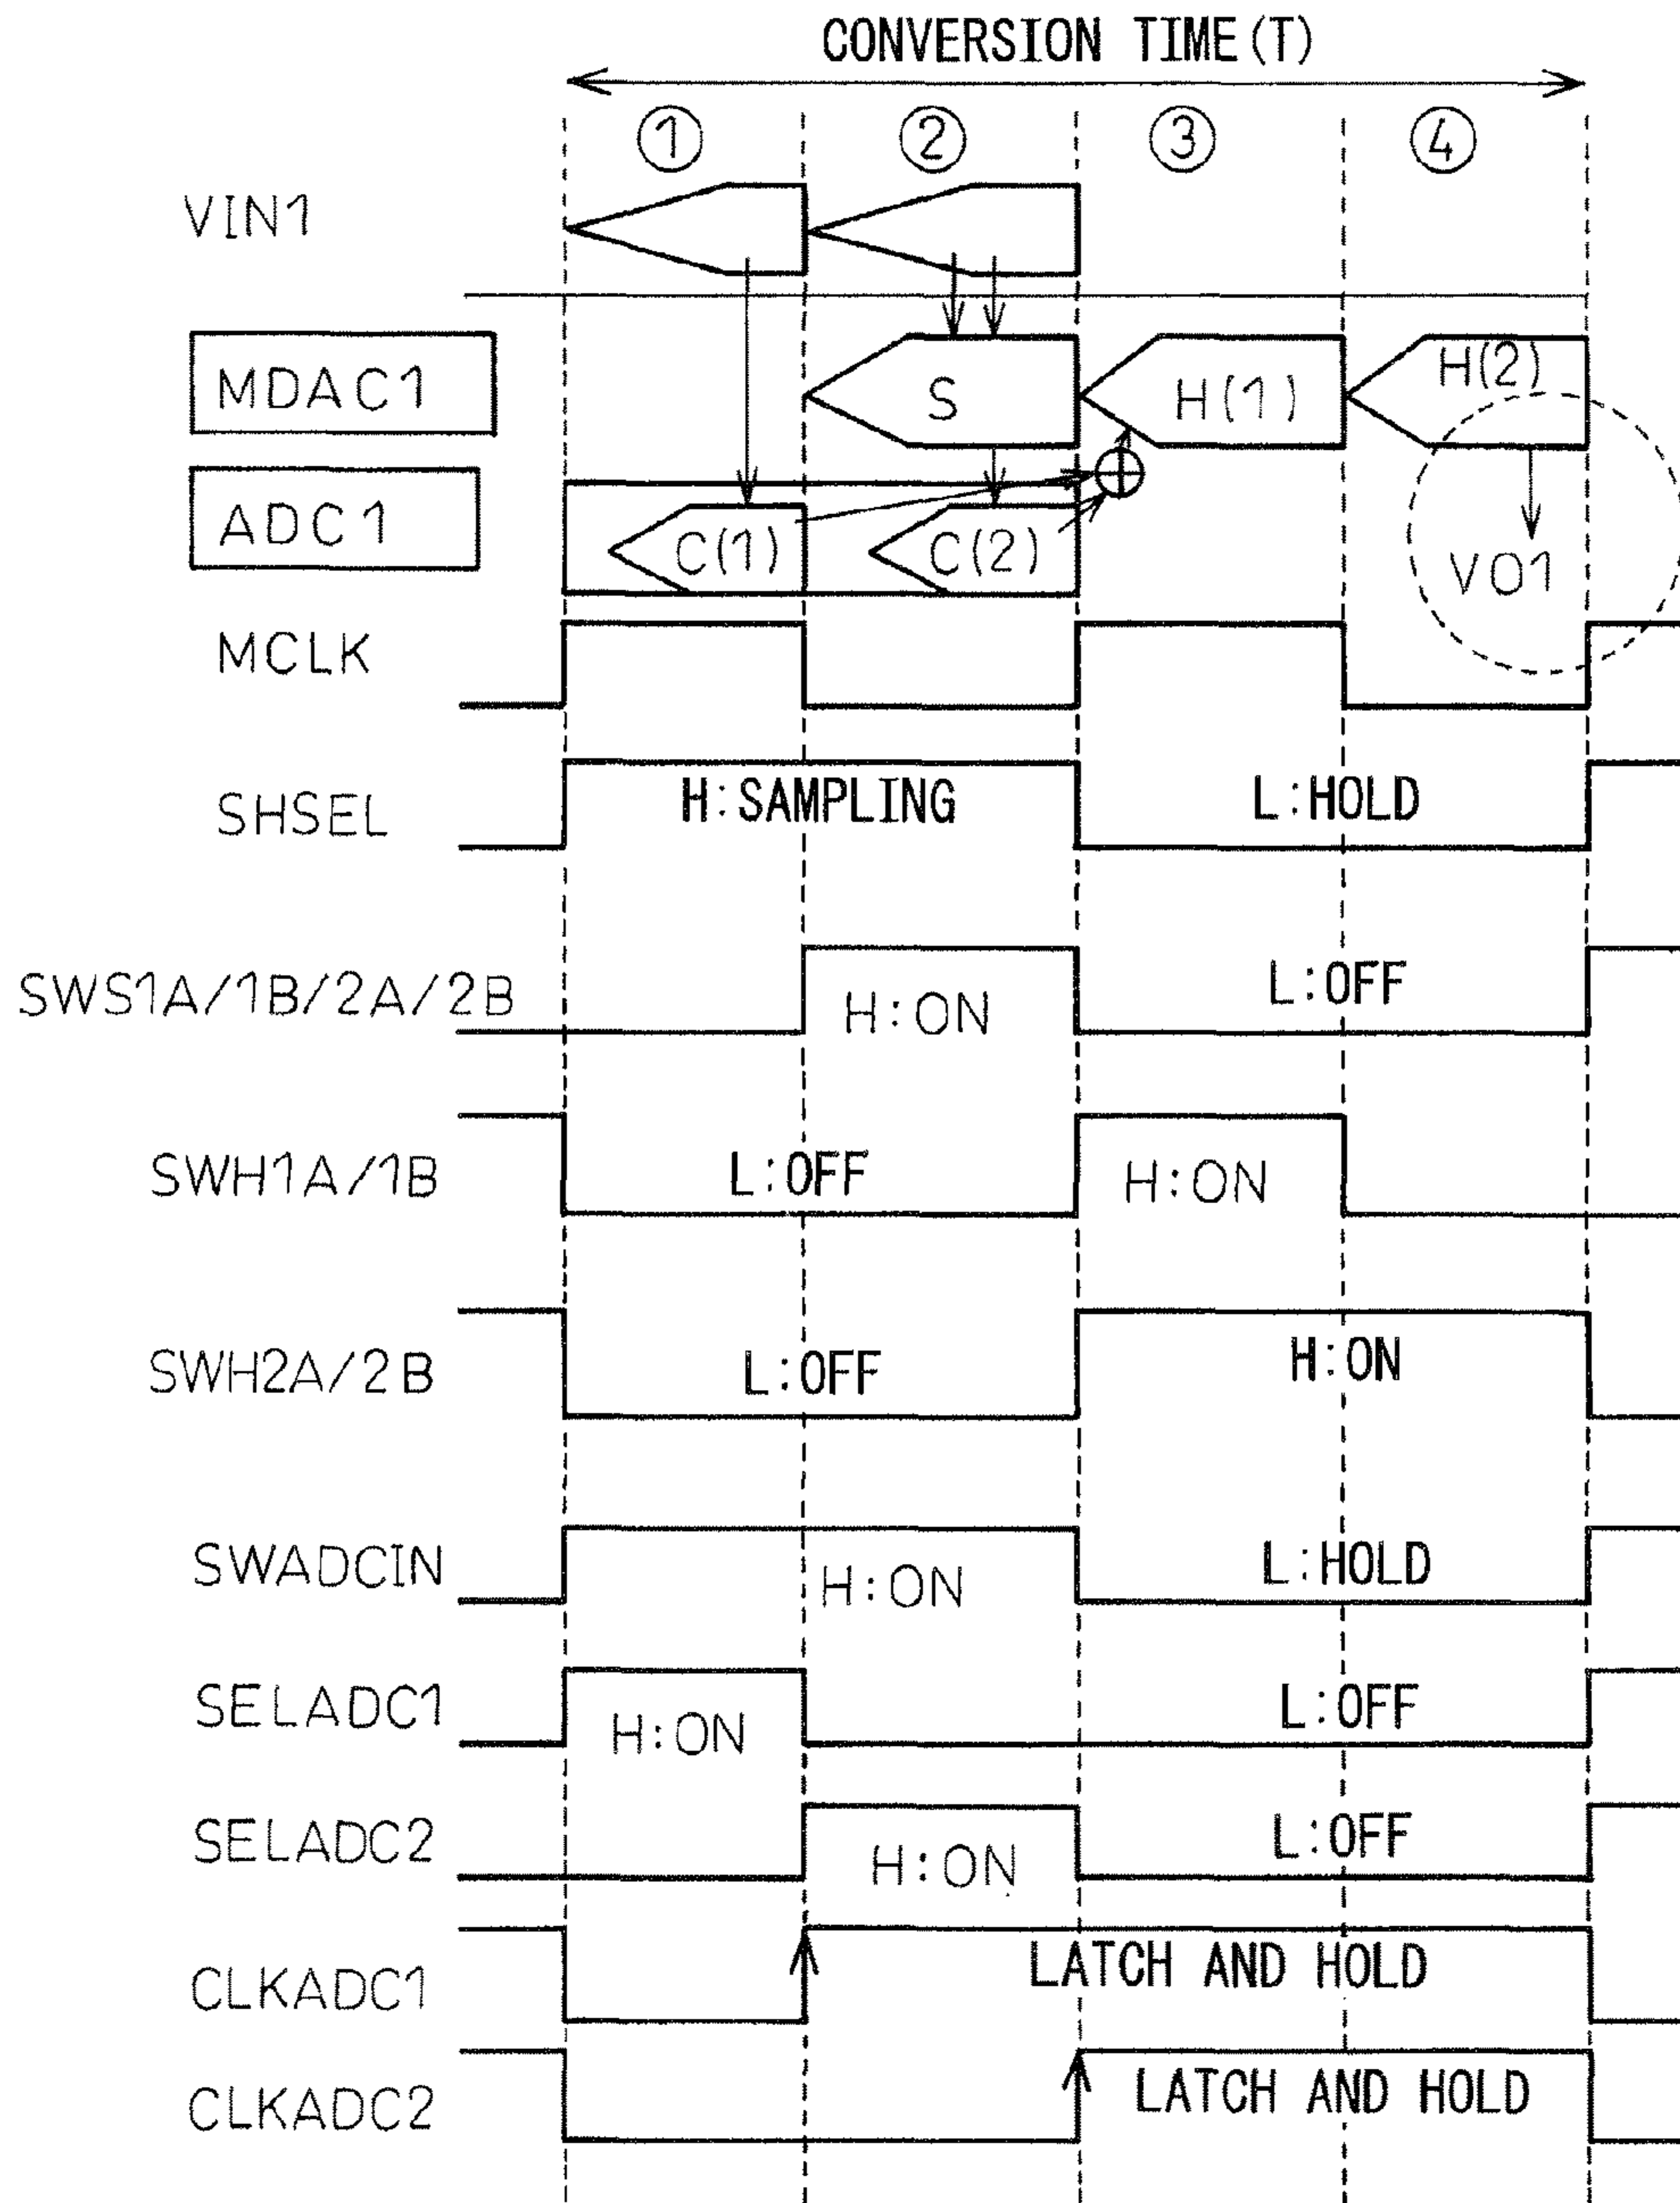 CONVERSION TIME(T)
① ② ③ ④
VIN1
MDAC1 S H(1) H(2)
ADC1 C(1) C(2) VO1
MCLK
SHSEL H:SAMPLING L:HOLD
SWS1A/1B/2A/2B H:ON L:OFF
SWH1A/1B L:OFF H:ON
SWH2A/2B L:OFF H:ON
SWADCIN H:ON L:HOLD
SELADC1 H:ON L:OFF
SELADC2 H:ON L:OFF
CLKADC1 LATCH AND HOLD
CLKADC2 LATCH AND HOLD